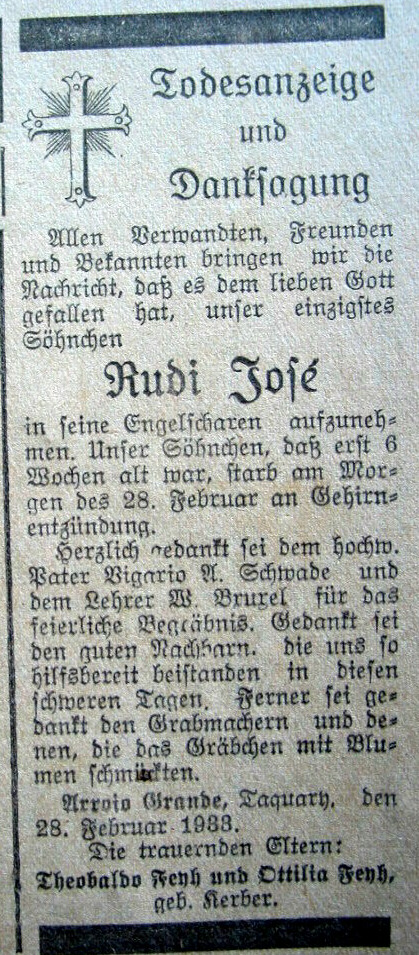 Todesanzeige
und
Danksagung
Allen Verwandten, Freunden
und Bekannten bringen wir die
Nachricht, daß es dem lieben Gott
gefallen hat, unser einzigstes
Söhnchen
Rudi José
in seine Engelscharen aufzuneh-
men. Unser Söhnchen, daß erst 6
Wochen alt war, starb am Mor-
gen des 28. Februar an Gehirn-
entzündung.
Herzlich gedankt sei dem hochw.
Pater Vigario A. Schwade und
dem Lehrer W. Bruxel für das
feierliche Begräbnis. Gedankt sei
den guten Nachbarn. die uns so
hilfsbereit beistanden in diesen
schweren Tagen. Ferner sei ge-
dankt den Grabmachern und de-
nen, die das Gräbchen mit Blu-
men schmückten.
Arroio Grande, Taquary, den
28. Februar 1933.
Die trauernden Eltern:
Theobaldo Feyh und Ottilia Feyh,
geb. Kerber.